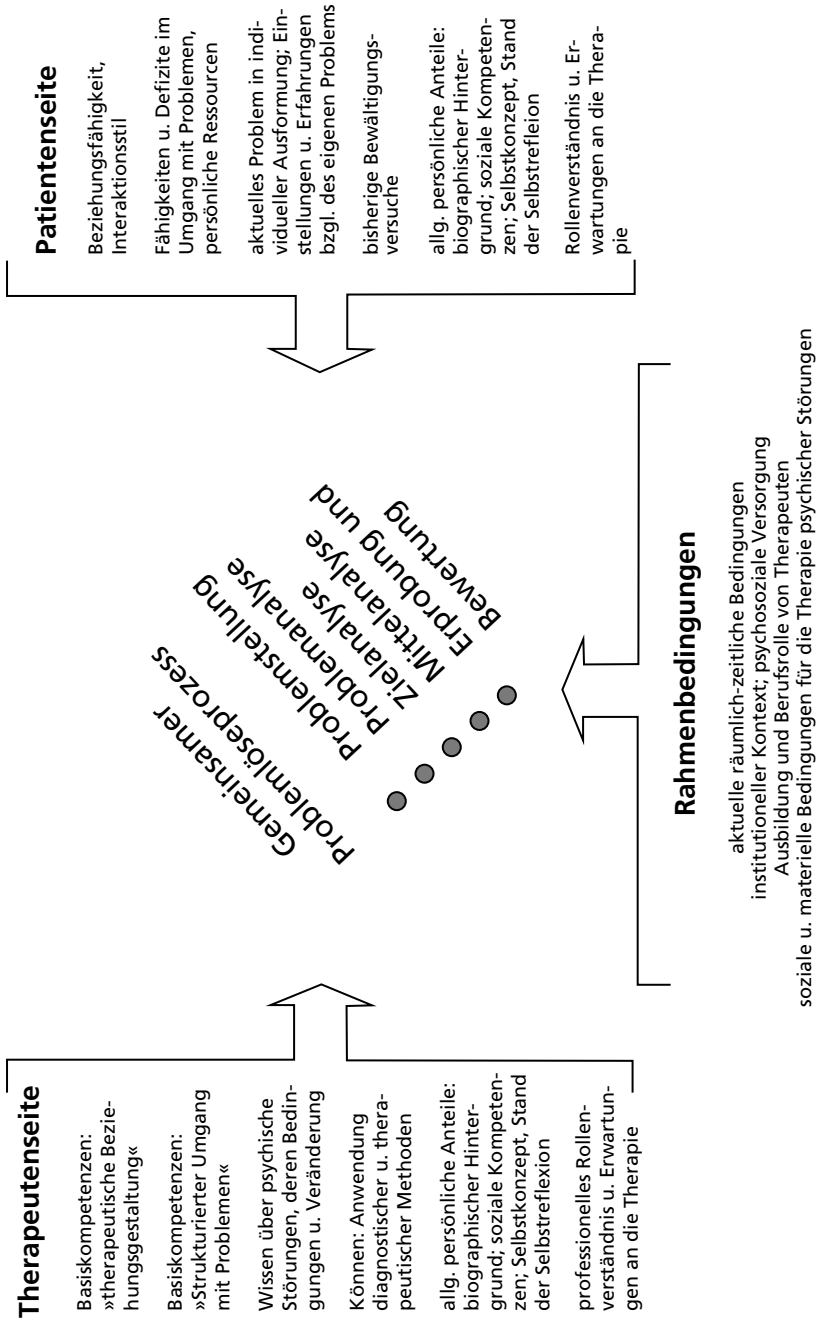 Therapeutenseite
Basiskompetenzen:
»therapeutische Bezie-
hungsgestaltung«
Basiskompetenzen:
»Strukturierter Umgang
mit Problemen«
Wissen über psychische
Störungen, deren Bedin-
gungen u. Veränderung
Können: Anwendung
diagnostischer u. thera-
peutischer Methoden
allg. persönliche Anteile:
biographischer Hinter-
grund; soziale Kompeten-
zen; Selbstkonzept, Stand
der Selbstreflexion
professionelles Rollen-
verständnis u. Erwartun-
gen an die Therapie
Gemeinsamer
Problemlöseprozess
Problemstellung
Problemanalyse
Zielanalyse
Mittelanalyse
Erprobung und
Bewertung
Patientenseite
Beziehungsfähigkeit,
Interaktionsstil
Fähigkeiten u. Defizite im
Umgang mit Problemen,
persönliche Ressourcen
aktuelles Problem in indi-
vidueller Ausformung; Ein-
stellungen u. Erfahrungen
bzgl. des eigenen Problems
bisherige Bewältigungs-
versuche
allg. persönliche Anteile:
biographischer Hinter-
grund; soziale Kompeten-
zen; Selbstkonzept, Stand
der Selbstrefleion
Rollenverständnis u. Er-
wartungen an die Thera-
pie
Rahmenbedingungen
aktuelle räumlich-zeitliche Bedingungen
institutioneller Kontext; psychosoziale Versorgung
Ausbildung und Berufsrolle von Therapeuten
soziale u. materielle Bedingungen für die Therapie psychischer Störungen